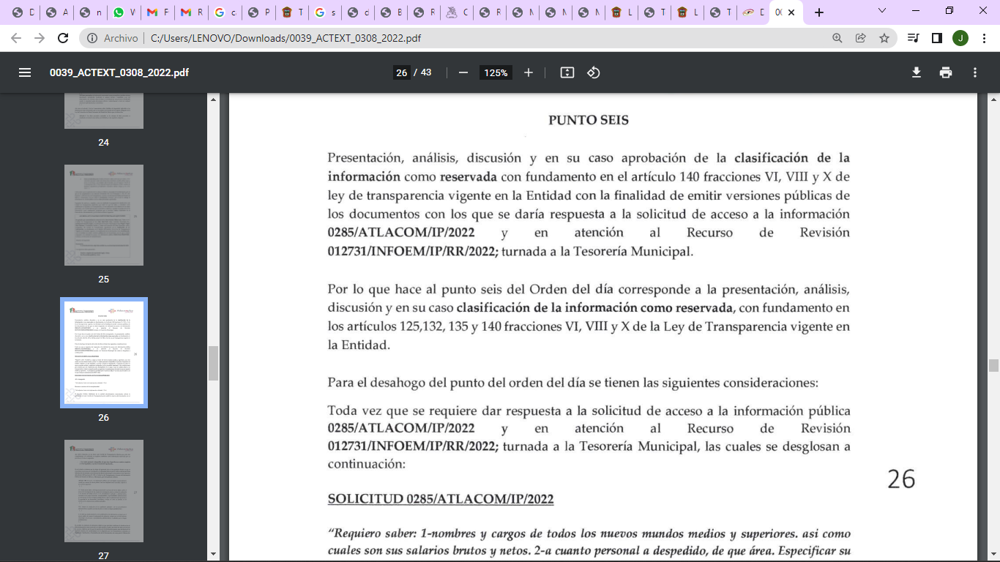 D
A
n
W
F
R
c
P
T
s
d
B
R
C
R
N
N
N
L
T
L
T
D
0(
Archivo
C:/Users/LENOVO/Downloads/0039_ACTEXT_0308_2022.pdf
J
0039_ACTEXT_0308_2022.pdf
26 / 43
125%
24
25
26
27
PUNTO SEIS
Presentación, análisis, discusión y en su caso aprobación de la clasificación de la
información como reservada con fundamento en el artículo 140 fracciones VI, VIII y X de
ley de transparencia vigente en la Entidad con la finalidad de emitir versiones públicas de
los documentos con los que se daría respuesta la solicitud de acceso a la información
0285/ATLACOM/IP/2022 y en atención al Recurso de Revisión
012731/INFOEM/IP/RR/2022; turnada a la Tesorería Municipal.
Por lo que hace al punto seis del Orden del día corresponde a la presentación, análisis,
discusión y en su caso clasificación de la información como reservada, con fundamento en
los artículos 125, 132, 135 y 140 fracciones VI, VIII y X de la Ley de Transparencia vigente en
la Entidad.
Para el desahogo del punto del orden del día se tienen las siguientes consideraciones:
Toda vez que se requiere dar respuesta a la solicitud de acceso a la información pública
0285/ATLACOM/IP/2022 y en atención al Recurso de Revisión
012731/INFOEM/IP/RR/2022; turnada a la Tesorería Municipal, las cuales se desglosan a
continuación:
26
SOLICITUD 0285/ATLACOM/IP/2022
"Requiero saber: 1-nombres y cargos de todos los nuevos mundos medios y superiores. asi como
cuales son sus salarios brutos y netos. 2-a cuanto personal a despedido, de que área. Especificar su